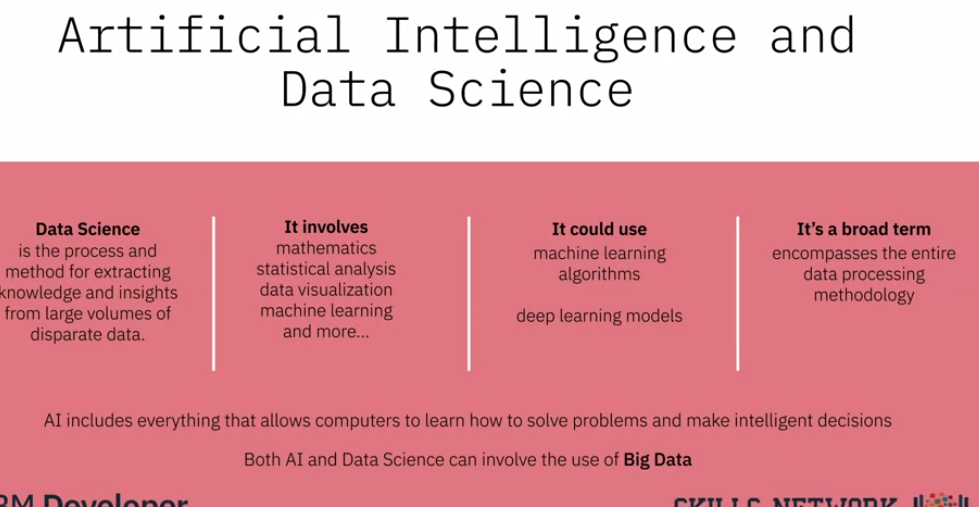 Artificial Intelligence and
Data Science
Data Science
is the process and
method for extracting
knowledge and insights
from large volumes of
disparate data.
It involves
mathematics
statistical analysis
data visualization
machine learning
and more...
It could use
machine learning
algorithms
deep learning models
It's a broad term
encompasses the entire
data processing
methodology
AI includes everything that allows computers to learn how to solve problems and make intelligent decisions
Both AI and Data Science can involve the use of Big Data
BM Developer
SKILLS NETWORK